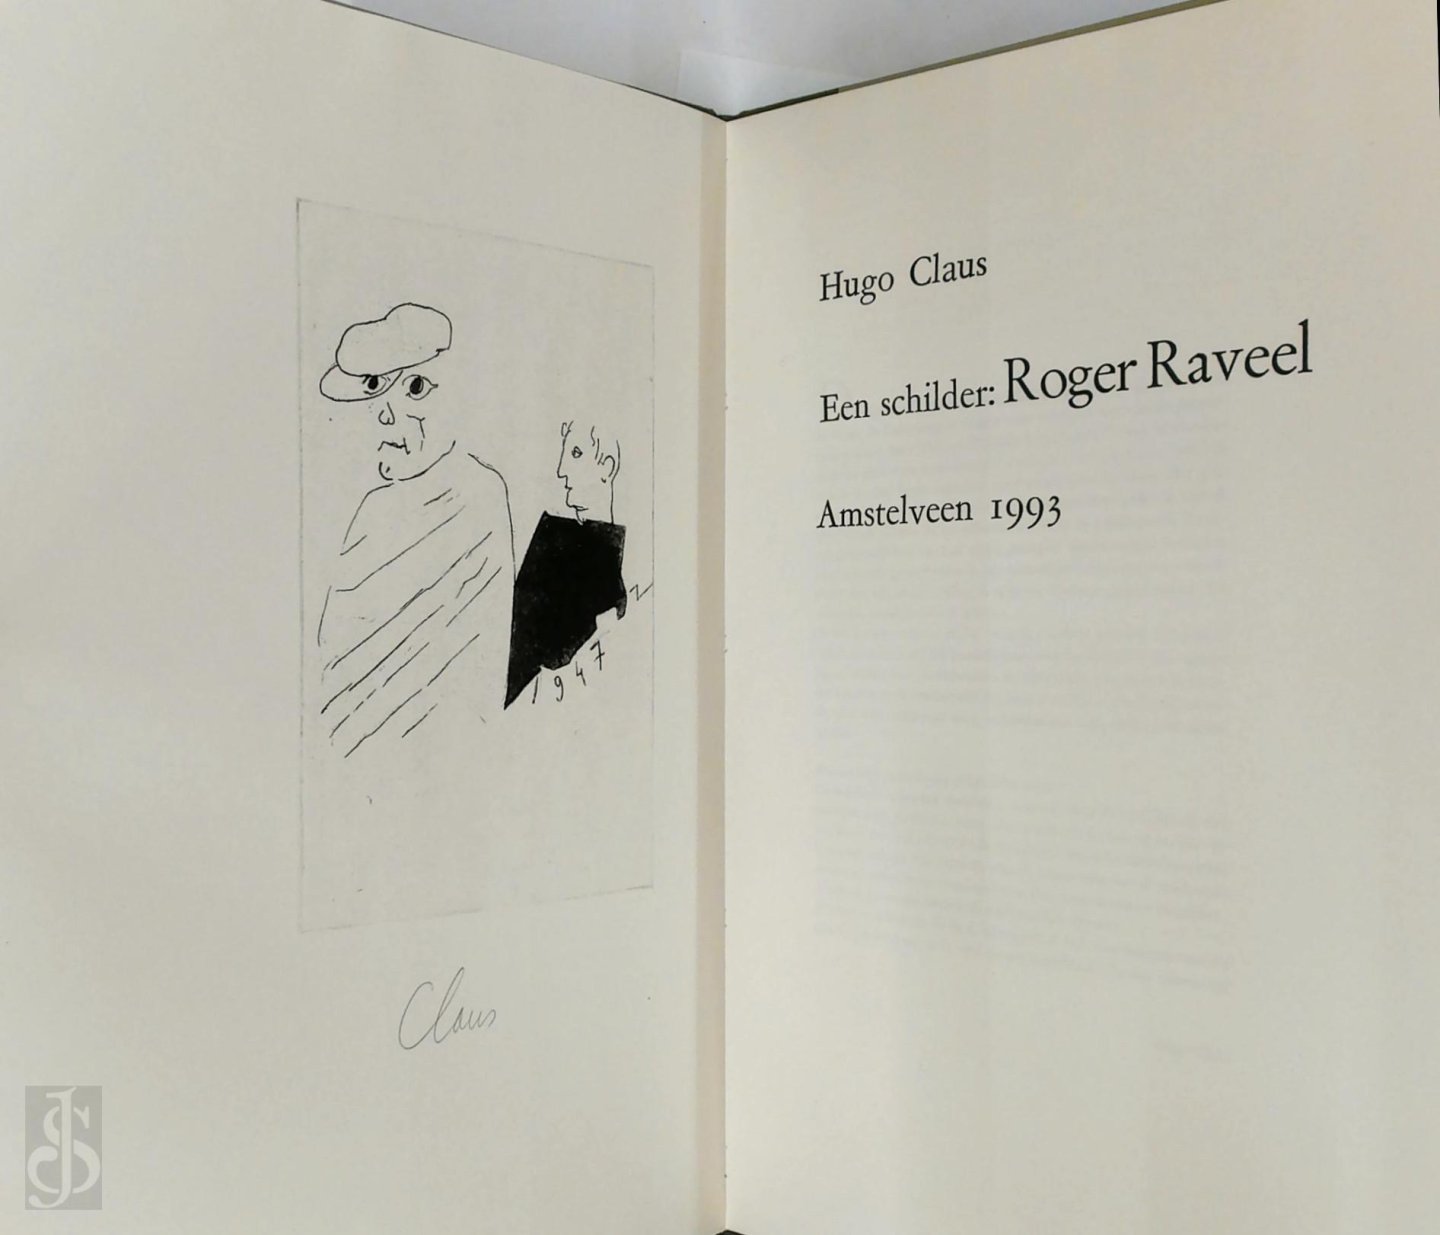 1947
Claus
Hugo Claus
Een schilder: Roger Raveel
Amstelveen 1993